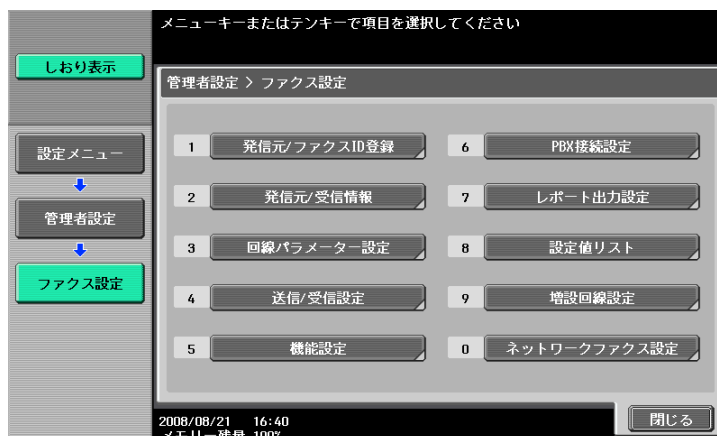 メニューキーまたはテンキーで項目を選択してください
しおり表示
管理者設定 > ファクス設定
設定メニュー
管理者設定
ファクス設定
1 発信元/ファクスID登録
2 発信元/受信情報
3 回線パラメーター設定
4 送信/受信設定
5 機能設定
6 PBX接続設定
7 レポート出力設定
8 設定値リスト
9 増設回線設定
0 ネットワークファクス設定
2008/08/21 16:40
メモリー残量 100%
閉じる